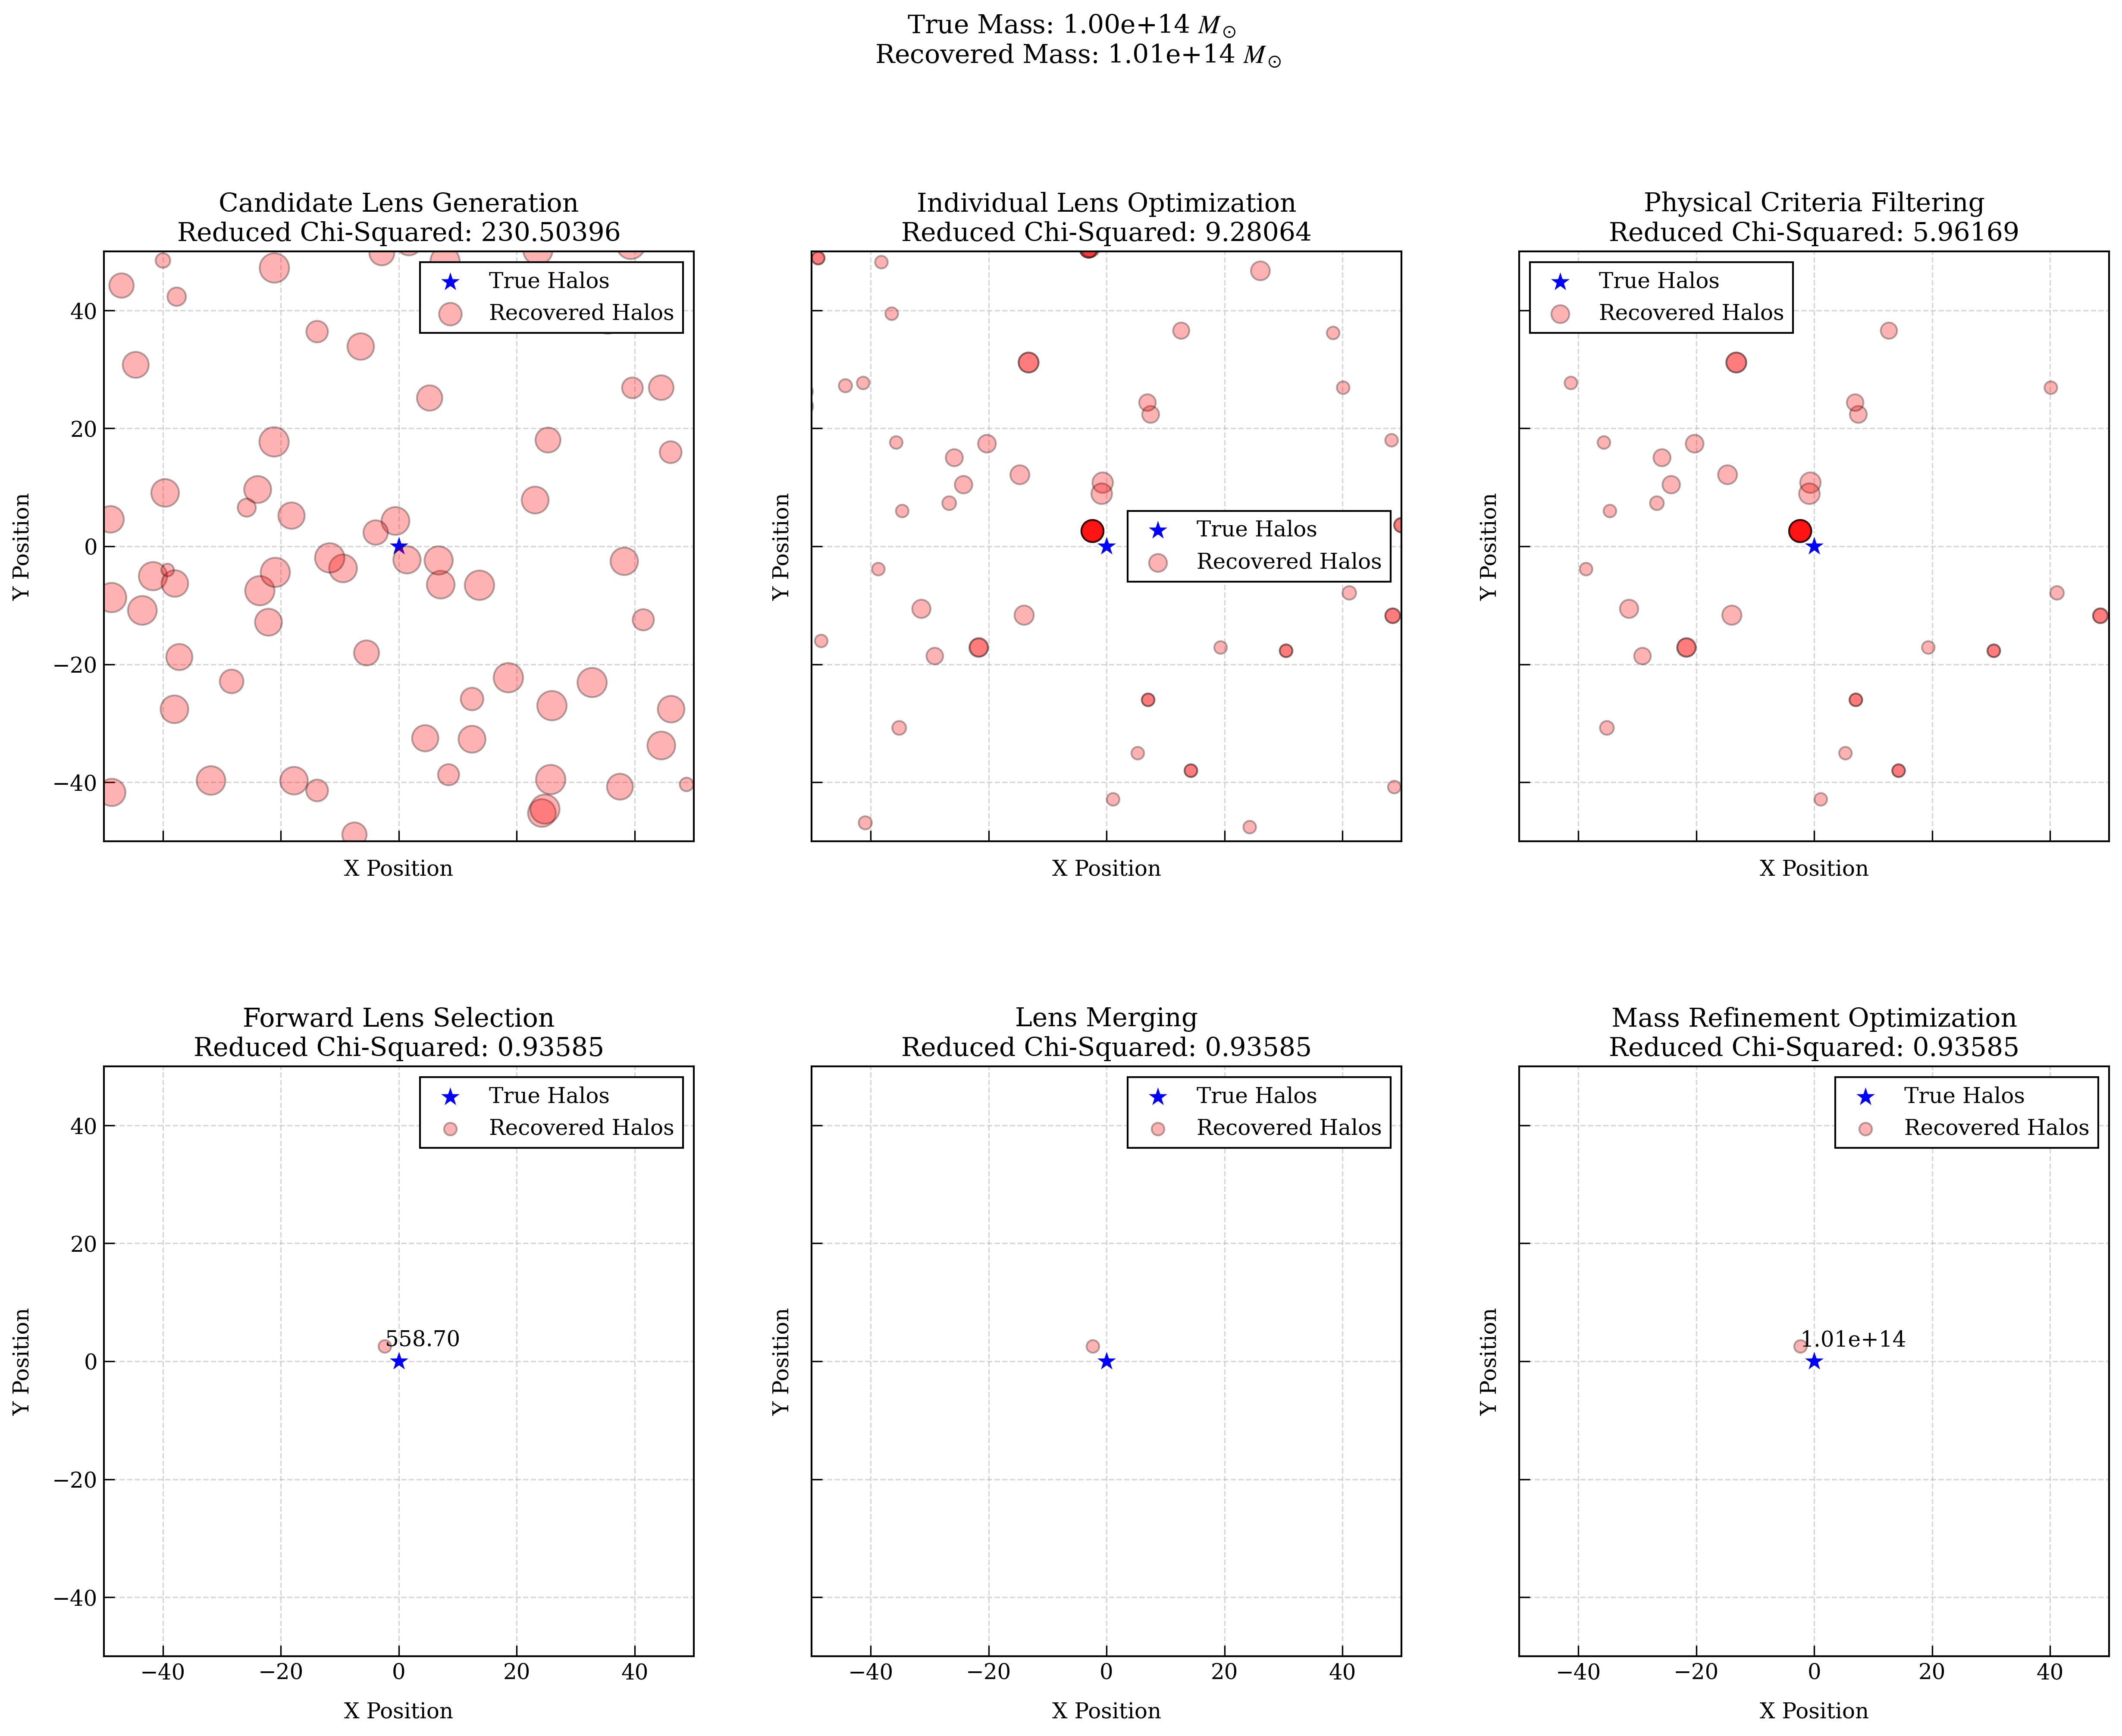 True Mass: 1.00e+14 M⊙
Recovered Mass: 1.01e+14 M⊙
Candidate Lens Generation
Reduced Chi-Squared: 230.50396
True Halos
Recovered Halos
40
20
0
−20
−40
Y Position
X Position
Individual Lens Optimization
Reduced Chi-Squared: 9.28064
True Halos
Recovered Halos
Y Position
X Position
Physical Criteria Filtering
Reduced Chi-Squared: 5.96169
True Halos
Recovered Halos
Y Position
X Position
Forward Lens Selection
Reduced Chi-Squared: 0.93585
True Halos
Recovered Halos
558.70
40
20
0
−20
−40
Y Position
−40 −20 0 20 40
X Position
Lens Merging
Reduced Chi-Squared: 0.93585
True Halos
Recovered Halos
Y Position
−40 −20 0 20 40
X Position
Mass Refinement Optimization
Reduced Chi-Squared: 0.93585
True Halos
Recovered Halos
1.01e+14
Y Position
−40 −20 0 20 40
X Position